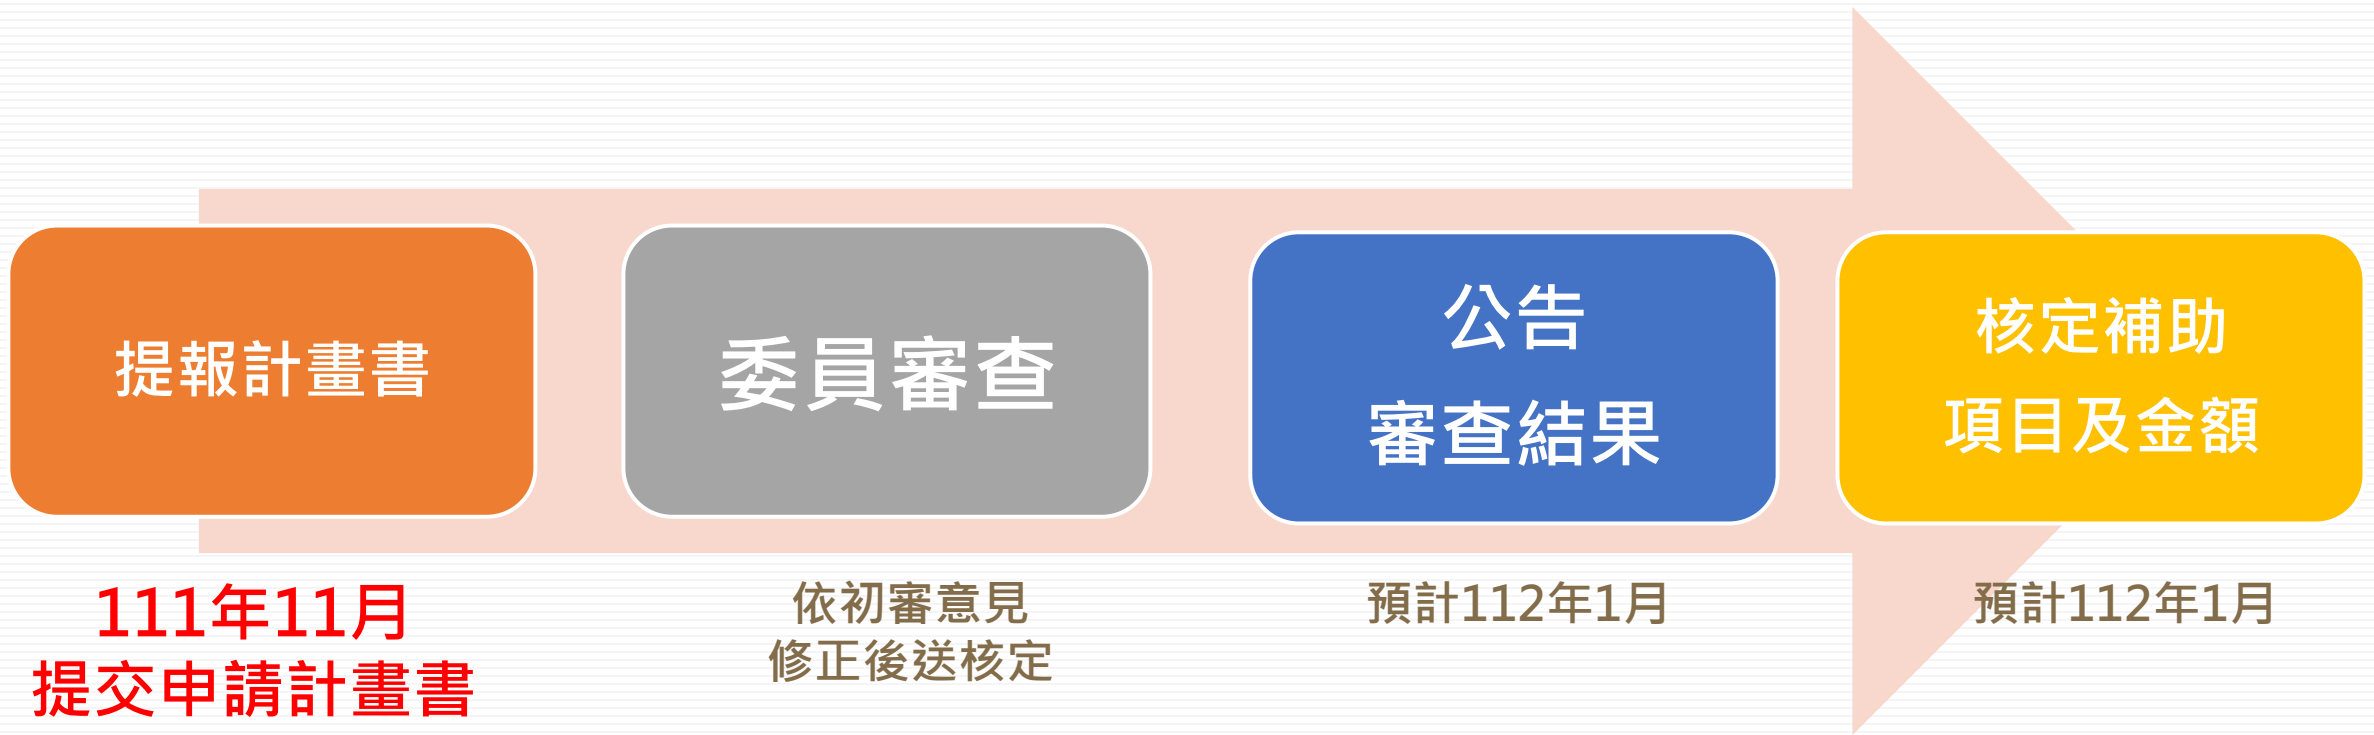 提報計畫書
委員審查
公告
審查結果
核定補助
項目及金額
111年11月
提交申請計畫書
依初審意見
修正後送核定
預計112年1月
預計112年1月